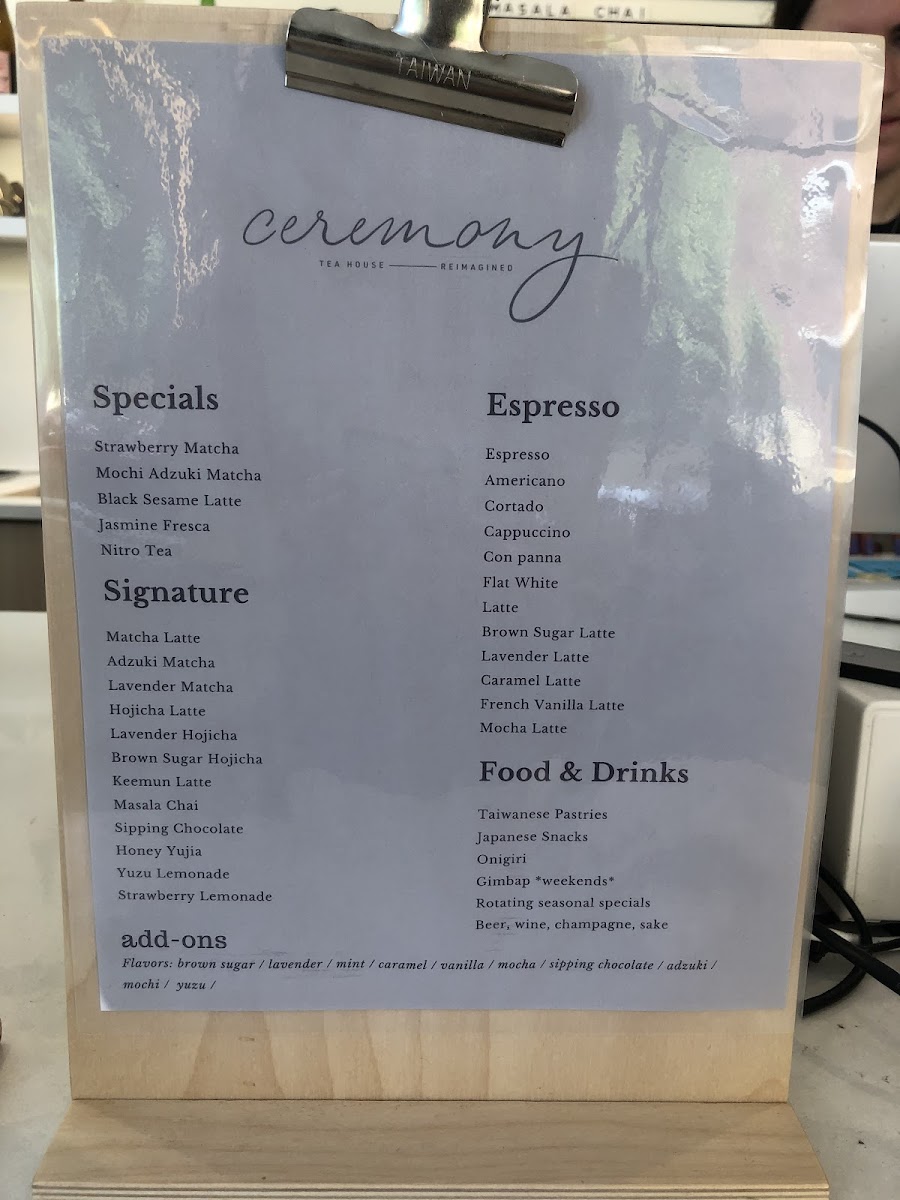 MASALA CHAI
TAIWAN
ceremony
TEA HOUSE REIMAGINED
Specials
Strawberry Matcha
Mochi Adzuki Matcha
Black Sesame Latte
Jasmine Fresca
Nitro Tea
Signature
Matcha Latte
Adzuki Matcha
Lavender Matcha
Hojicha Latte
Lavender Hojicha
Brown Sugar Hojicha
Keemun Latte
Masala Chai
Sipping Chocolate
Honey Yujia
Yuzu Lemonade
Strawberry Lemonade
Espresso
Espresso
Americano
Cortado
Cappuccino
Con panna
Flat White
Latte
Brown Sugar Latte
Lavender Latte
Caramel Latte
French Vanilla Latte
Mocha Latte
Food & Drinks
Taiwanese Pastries
Japanese Snacks
Onigiri
Gimbap *weekends*
Rotating seasonal specials
Beer, wine, champagne, sake
add-ons
Flavors: brown sugar / lavender / mint / caramel / vanilla / mocha / sipping chocolate / adzuki /
mochi / yuzu /